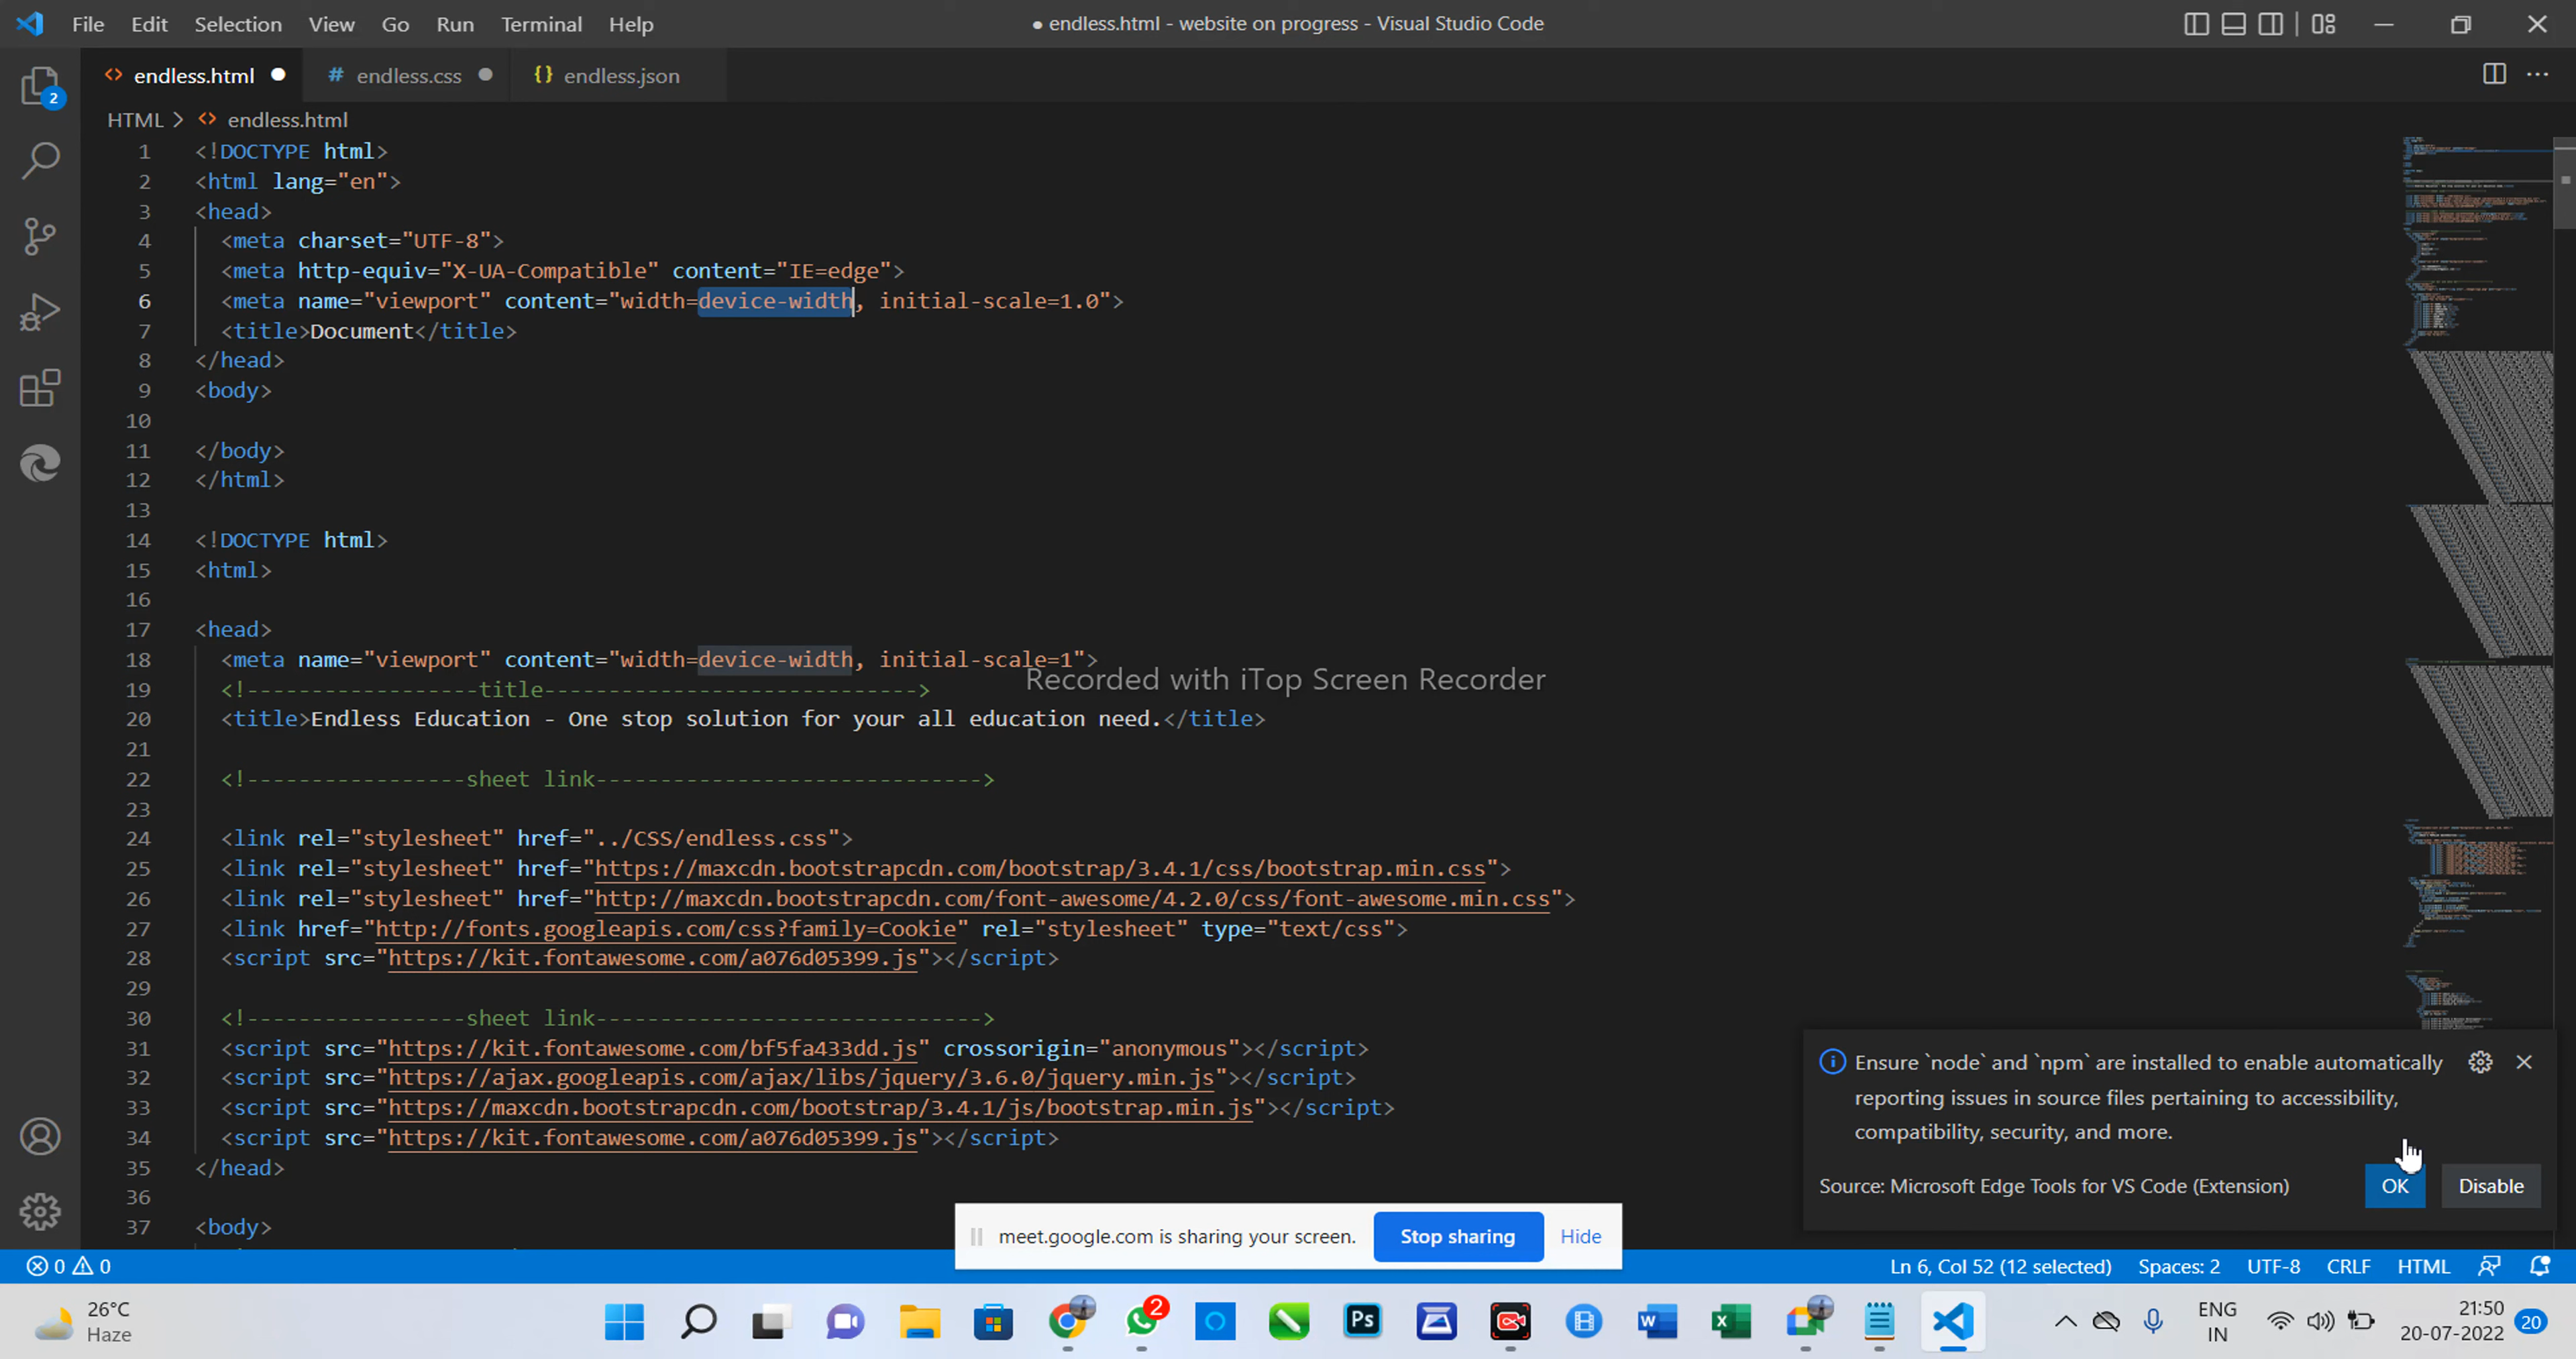 File Edit Selection View Go Run Terminal Help
● endless.html - website on progress - Visual Studio Code
endless.html
# endless.css
{} endless.json
2
HTML > endless.html
1 <!DOCTYPE html>
2 <html lang="en">
3 <head>
4 <meta charset="UTF-8">
5 <meta http-equiv="X-UA-Compatible" content="IE=edge">
6 <meta name="viewport" content="width=device-width, initial-scale=1.0">
7 <title>Document</title>
8 </head>
9 <body>
10
11 </body>
12 </html>
13
14 <!DOCTYPE html>
15 <html>
16
17 <head>
18 <meta name="viewport" content="width=device-width, initial-scale=1">
Recorded with iTop Screen Recorder
19 <!------------------title----------------------------->
20 <title>Endless Education - One stop solution for your all education need.</title>
21
22 <!-----------------sheet link------------------------------>
23
24 <link rel="stylesheet" href="../CSS/endless.css">
25 <link rel="stylesheet" href="https://maxcdn.bootstrapcdn.com/bootstrap/3.4.1/css/bootstrap.min.css">
26 <link rel="stylesheet" href="http://maxcdn.bootstrapcdn.com/font-awesome/4.2.0/css/font-awesome.min.css">
27 <link href="http://fonts.googleapis.com/css?family=Cookie" rel="stylesheet" type="text/css">
28 <script src="https://kit.fontawesome.com/a076d05399.js"></script>
29
30 <!-----------------sheet link------------------------------>
31 <script src="https://kit.fontawesome.com/bf5fa433dd.js" crossorigin="anonymous"></script>
32 <script src="https://ajax.googleapis.com/ajax/libs/jquery/3.6.0/jquery.min.js"></script>
33 <script src="https://maxcdn.bootstrapcdn.com/bootstrap/3.4.1/js/bootstrap.min.js"></script>
34 <script src="https://kit.fontawesome.com/a076d05399.js"></script>
35 </head>
36
37 <body>
Ensure `node` and `npm` are installed to enable automatically
reporting issues in source files pertaining to accessibility,
compatibility, security, and more.
Source: Microsoft Edge Tools for VS Code (Extension)
OK
Disable
meet.google.com is sharing your screen. Stop sharing Hide
0 0
Ln 6, Col 52 (12 selected) Spaces: 2 UTF-8 CRLF HTML
26°C
Haze
2
Ps
ENG
IN
21:50
20-07-2022
20